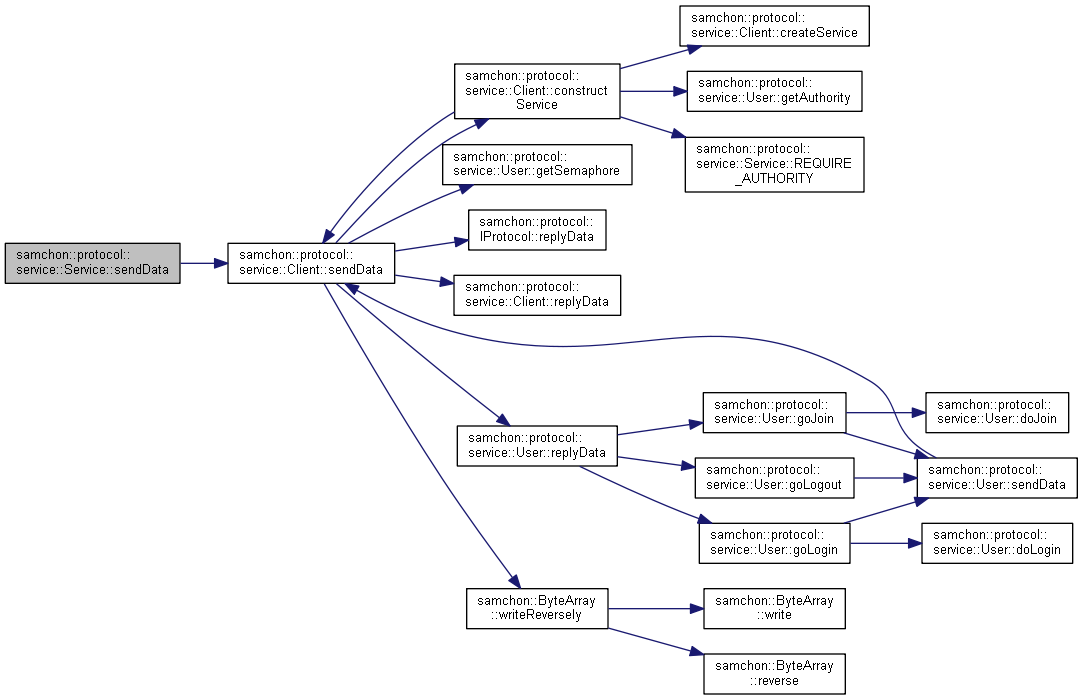 samchon::protocol::
service::Client::createService
samchon::protocol::
service::Client::construct
Service
samchon::protocol::
service::User::getAuthority
samchon::protocol::
service::Service::REQUIRE
_AUTHORITY
samchon::protocol::
service::User::getSemaphore
samchon::protocol::
IProtocol::replyData
samchon::protocol::
service::Service::sendData
samchon::protocol::
service::Client::sendData
samchon::protocol::
service::Client::replyData
samchon::protocol::
service::User::goJoin
samchon::protocol::
service::User::doJoin
samchon::protocol::
service::User::replyData
samchon::protocol::
service::User::goLogout
samchon::protocol::
service::User::sendData
samchon::protocol::
service::User::goLogin
samchon::protocol::
service::User::doLogin
samchon::ByteArray
::writeReversely
samchon::ByteArray
::write
samchon::ByteArray
::reverse